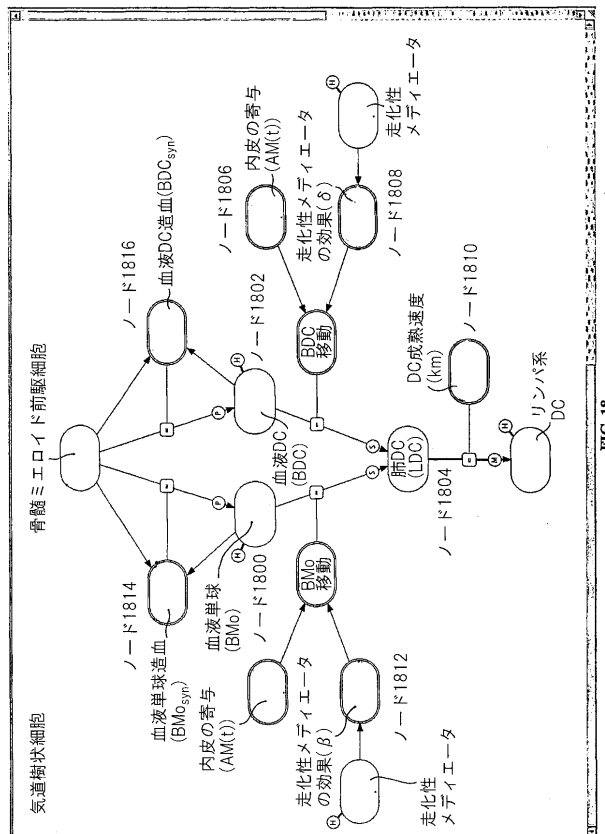 気道樹状細胞
骨髄ミエロイド前駆細胞
ノード1814
血液単球造血
(BMo_syn)
ノード1816
血液DC造血(BDC_syn)
P
P
=
=
H
H
ノード1800
血液単球
(BMo)
ノード1802
血液DC
(BDC)
内皮の寄与
(AM(t))
ノード1806
内皮の寄与
(AM(t))
BMo
移動
BDC
移動
=
=
走化性メディエータ
の効果(β)
ノード1812
走化性メディエータ
の効果(δ)
ノード1808
H
走化性
メディエータ
H
走化性
メディエータ
S
S
肺DC
(LDC)
ノード1804
DC成熟速度
((km)
ノード1810
=
M
H
リンパ系
DC
FIG. 18